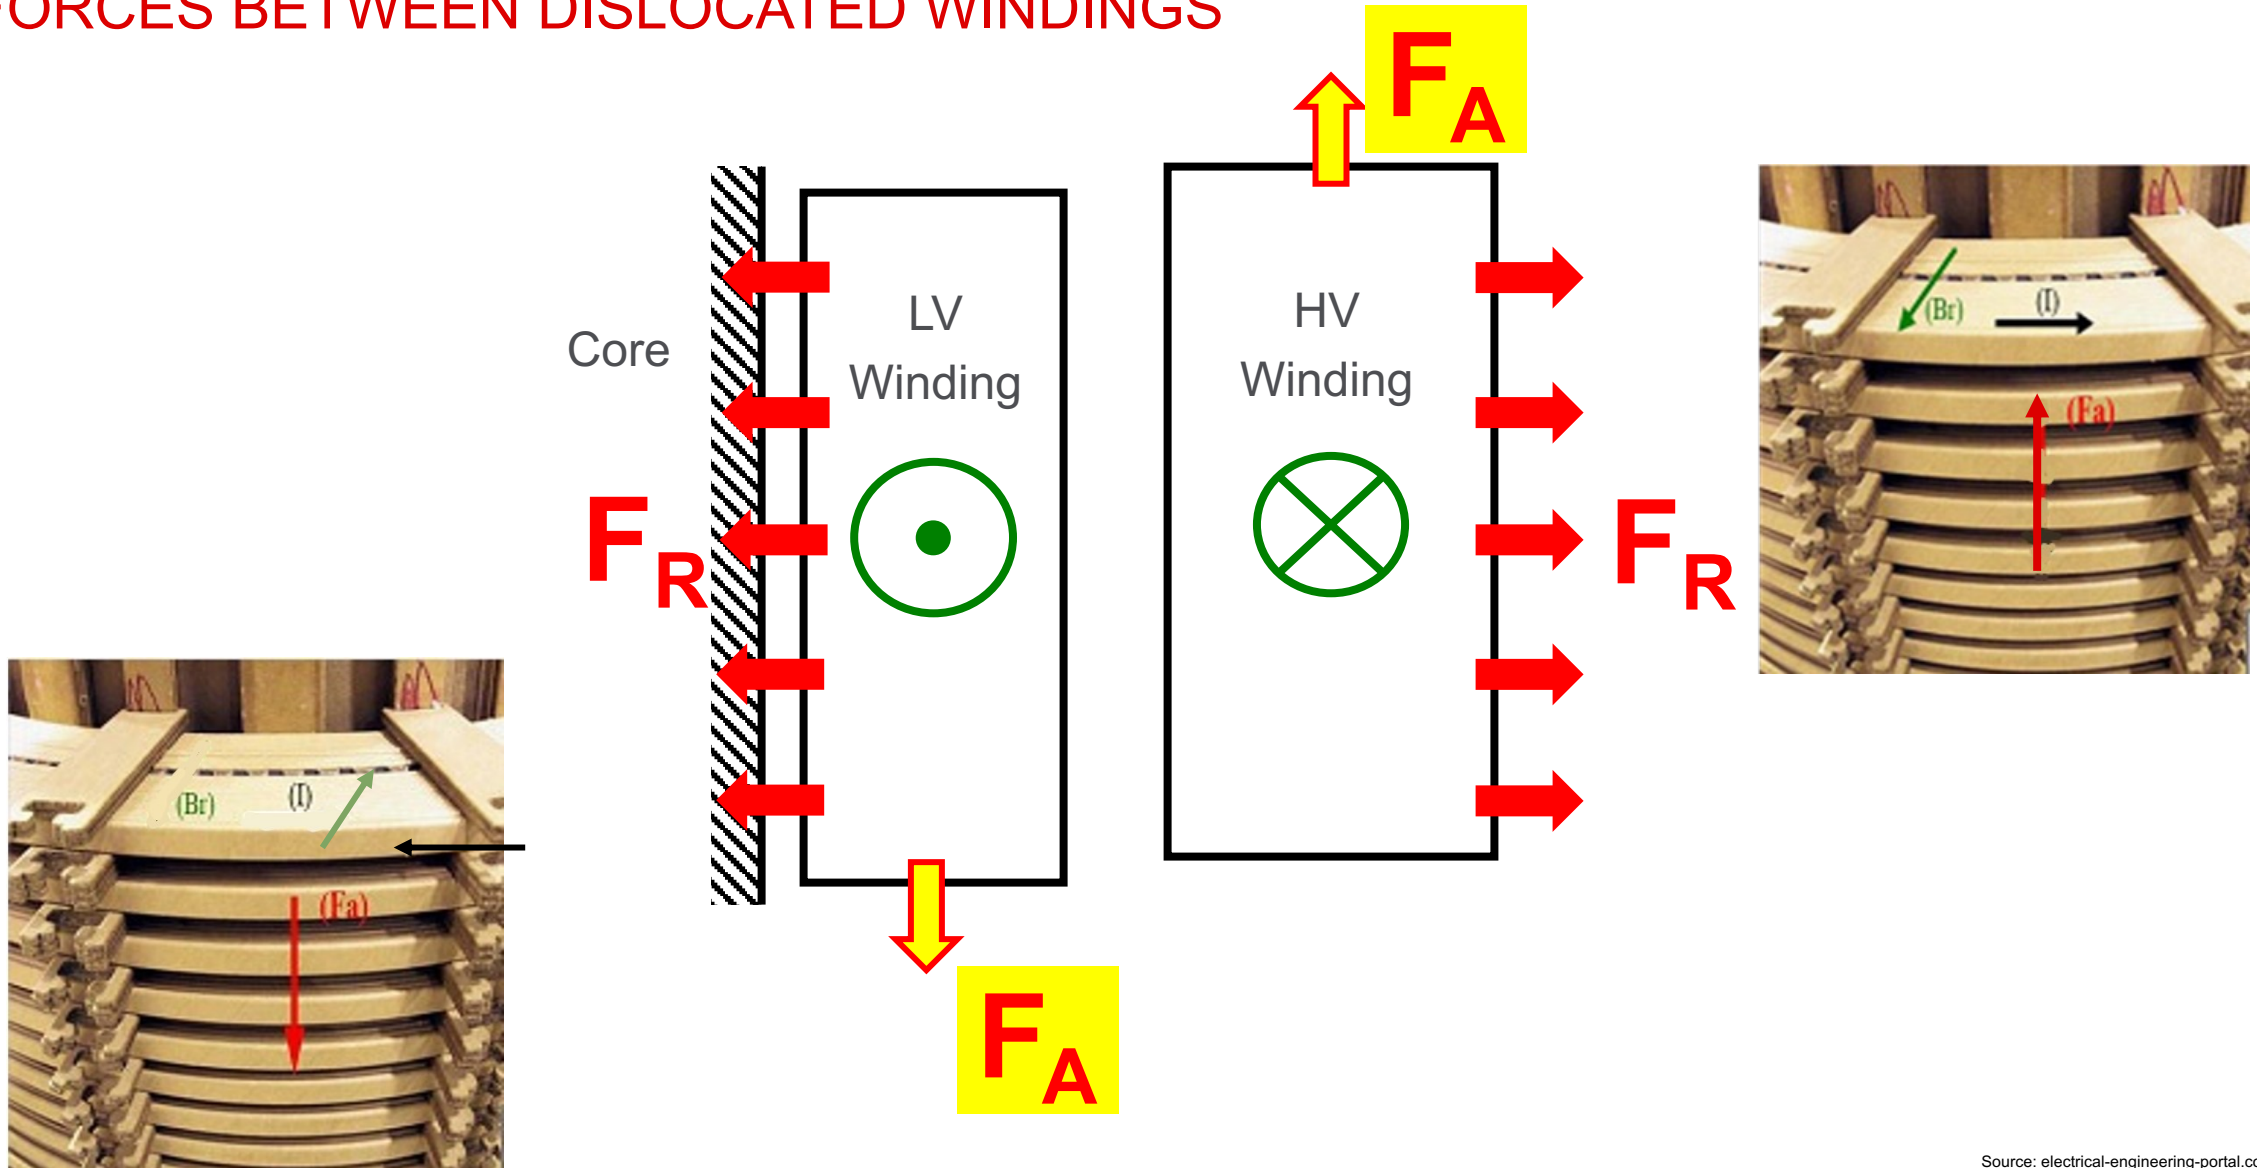 FORCES BETWEEN DISLOCATED WINDINGS
FA
LV
Winding
HV
Winding
Core
FR
FR
(Br)
(I)
(Fa)
(Br)
(I)
(Fa)
FA
Source: electrical-engineering-portal.co